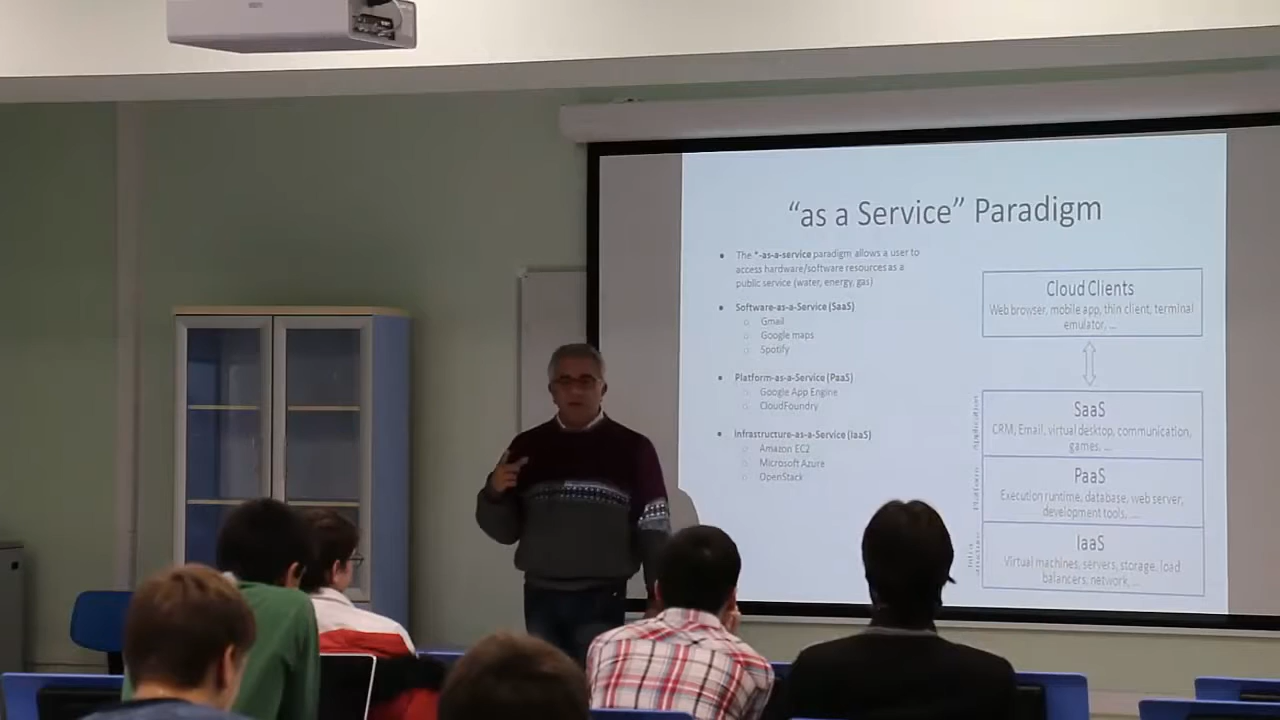 “as a Service” Paradigm
• The *-as-a-service paradigm allows a user to
access hardware/software resources as a
public service (water, energy, gas)
• Software-as-a-Service (SaaS)
○ Gmail
○ Google maps
○ Spotify
• Platform-as-a-Service (PaaS)
○ Google App Engine
○ CloudFoundry
• Infrastructure-as-a-Service (IaaS)
○ Amazon EC2
○ Microsoft Azure
○ OpenStack
Cloud Clients
Web browser, mobile app, thin client, terminal
emulator, ...
Application
SaaS
CRM, Email, virtual desktop, communication,
games, ...
Platform
PaaS
Execution runtime, database, web server,
development tools, ...
Infra
structure
IaaS
Virtual machines, servers, storage, load
balancers, network, ...